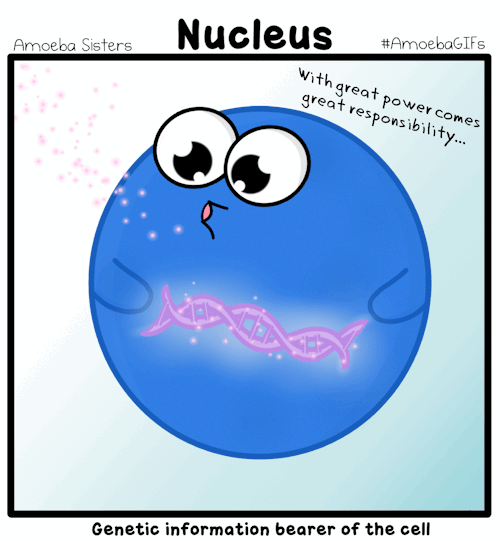 Amoeba Sisters
Nucleus
#AmoebaGIFs
With great power comes
great responsibility...
Genetic information bearer of the cell